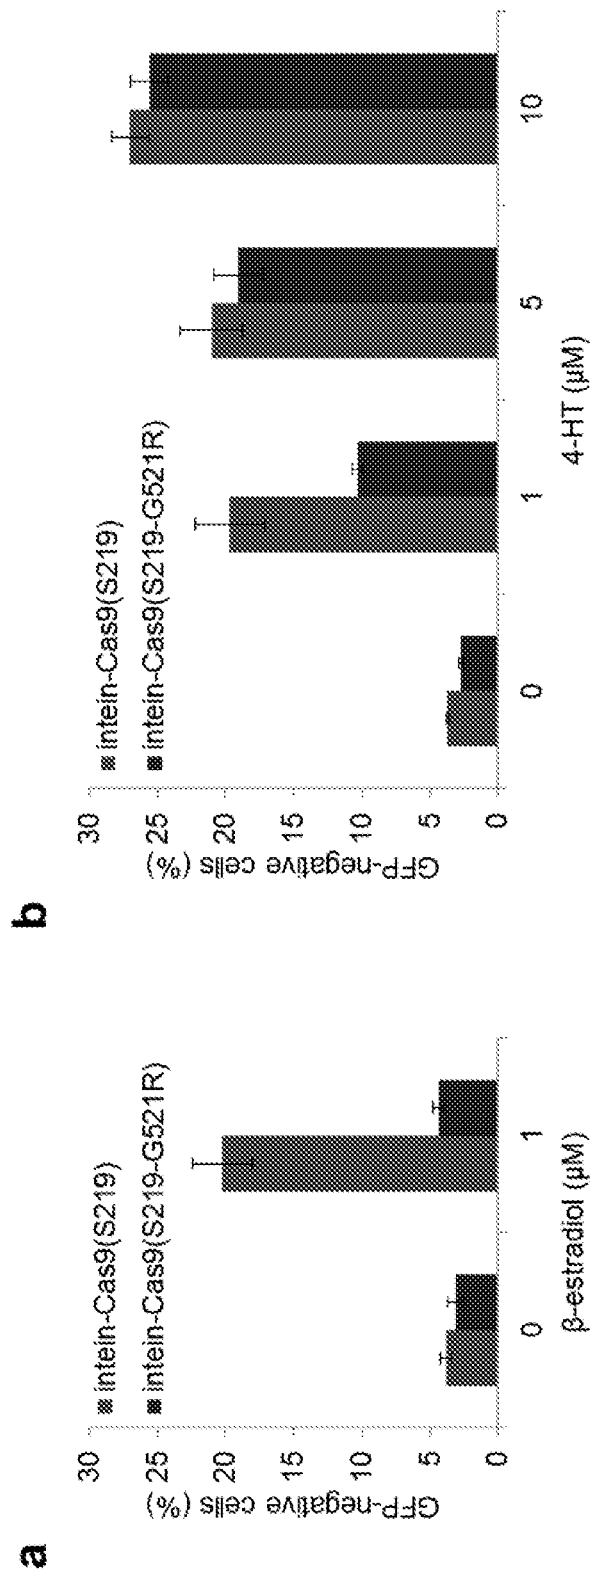 a
intein-Cas9(S219)
intein-Cas9(S219-G521R)
GFP-negative cells (%)
30
25
20
15
10
5
0
0 1
β-estradiol (µM)
b
intein-Cas9(S219)
intein-Cas9(S219-G521R)
GFP-negative cells (%)
30
25
20
15
10
5
0
0 1 5 10
4-HT (µM)